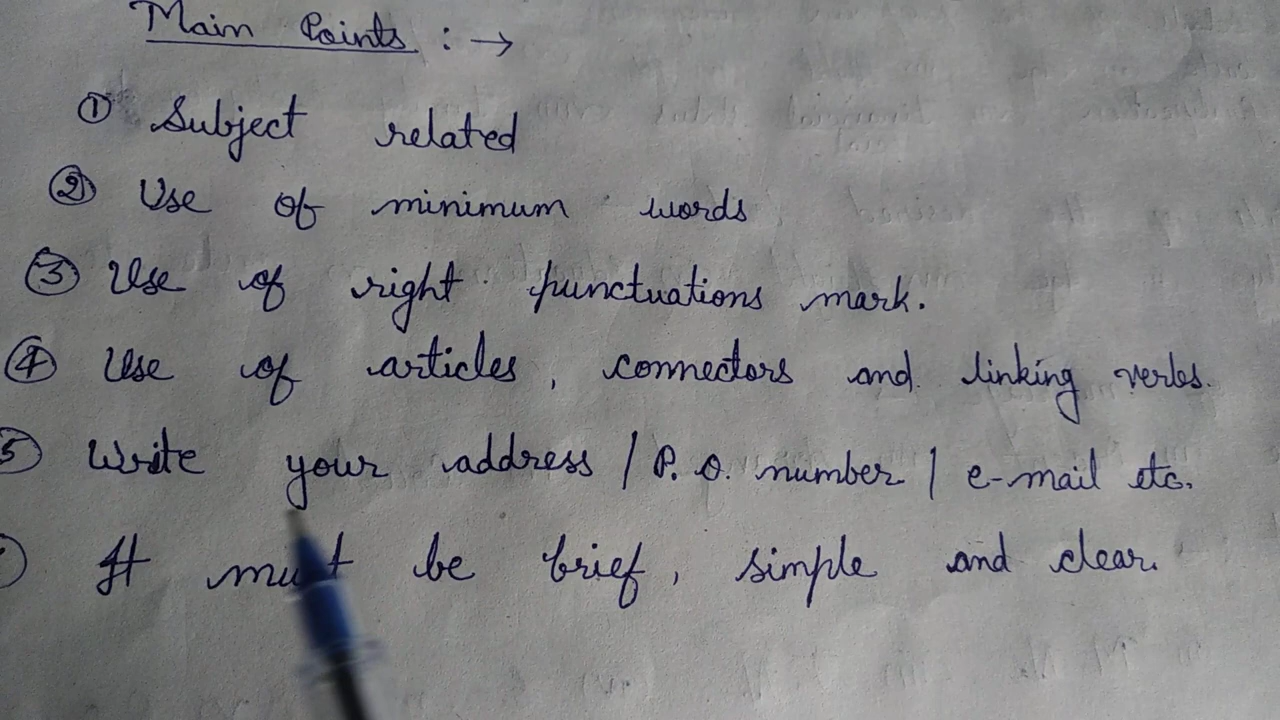 Main Points : →
① Subject related
② Use of minimum words
③ Use of right punctuations mark.
④ Use of articles, connectors and linking verbs.
⑤ Write your address / P. O. number / e-mail etc.
It must be brief, simple and clear.